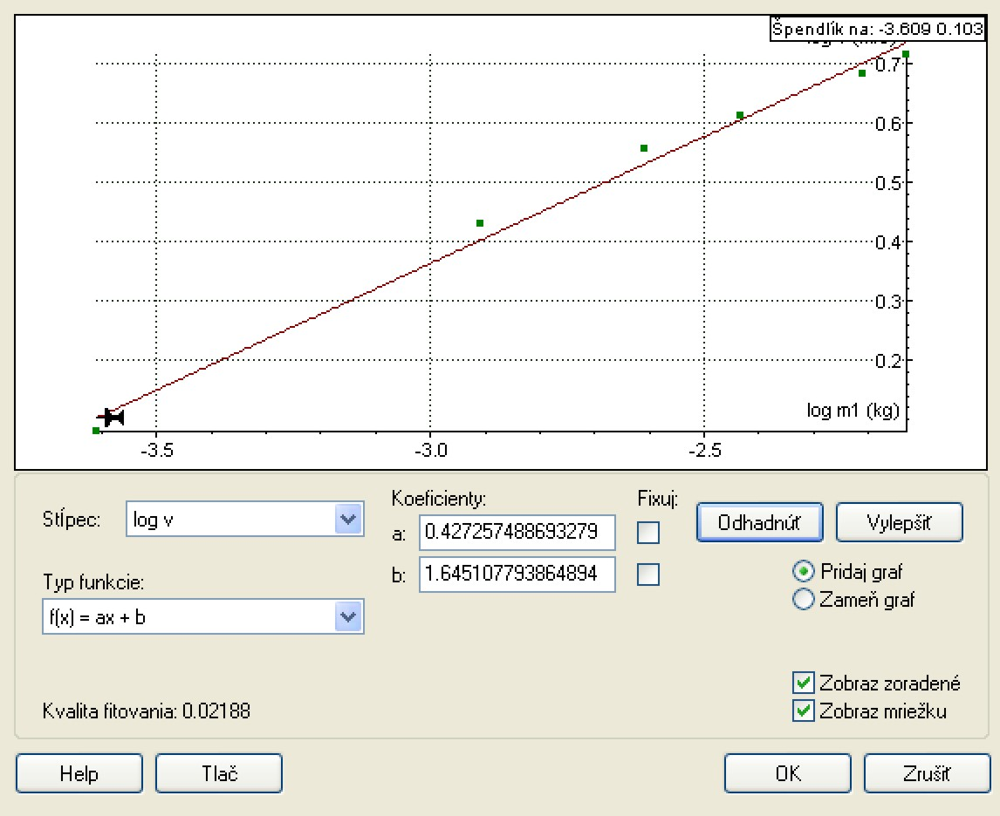 Špendlík na: -3.609 0.103
0.7
0.6
0.5
0.4
0.3
0.2
log m1 (kg)
-3.5 -3.0 -2.5
Stĺpec: log v
Typ funkcie:
f(x) = ax + b
Kvalita fitovania: 0.02188
Koeficienty: Fixuj:
a: 0.427257488693279
b: 1.645107793864894
Odhadnúť Vylepšiť
Pridaj graf
Zameň graf
Zobraz zoradené
Zobraz mriežku
Help Tlač OK Zrušiť